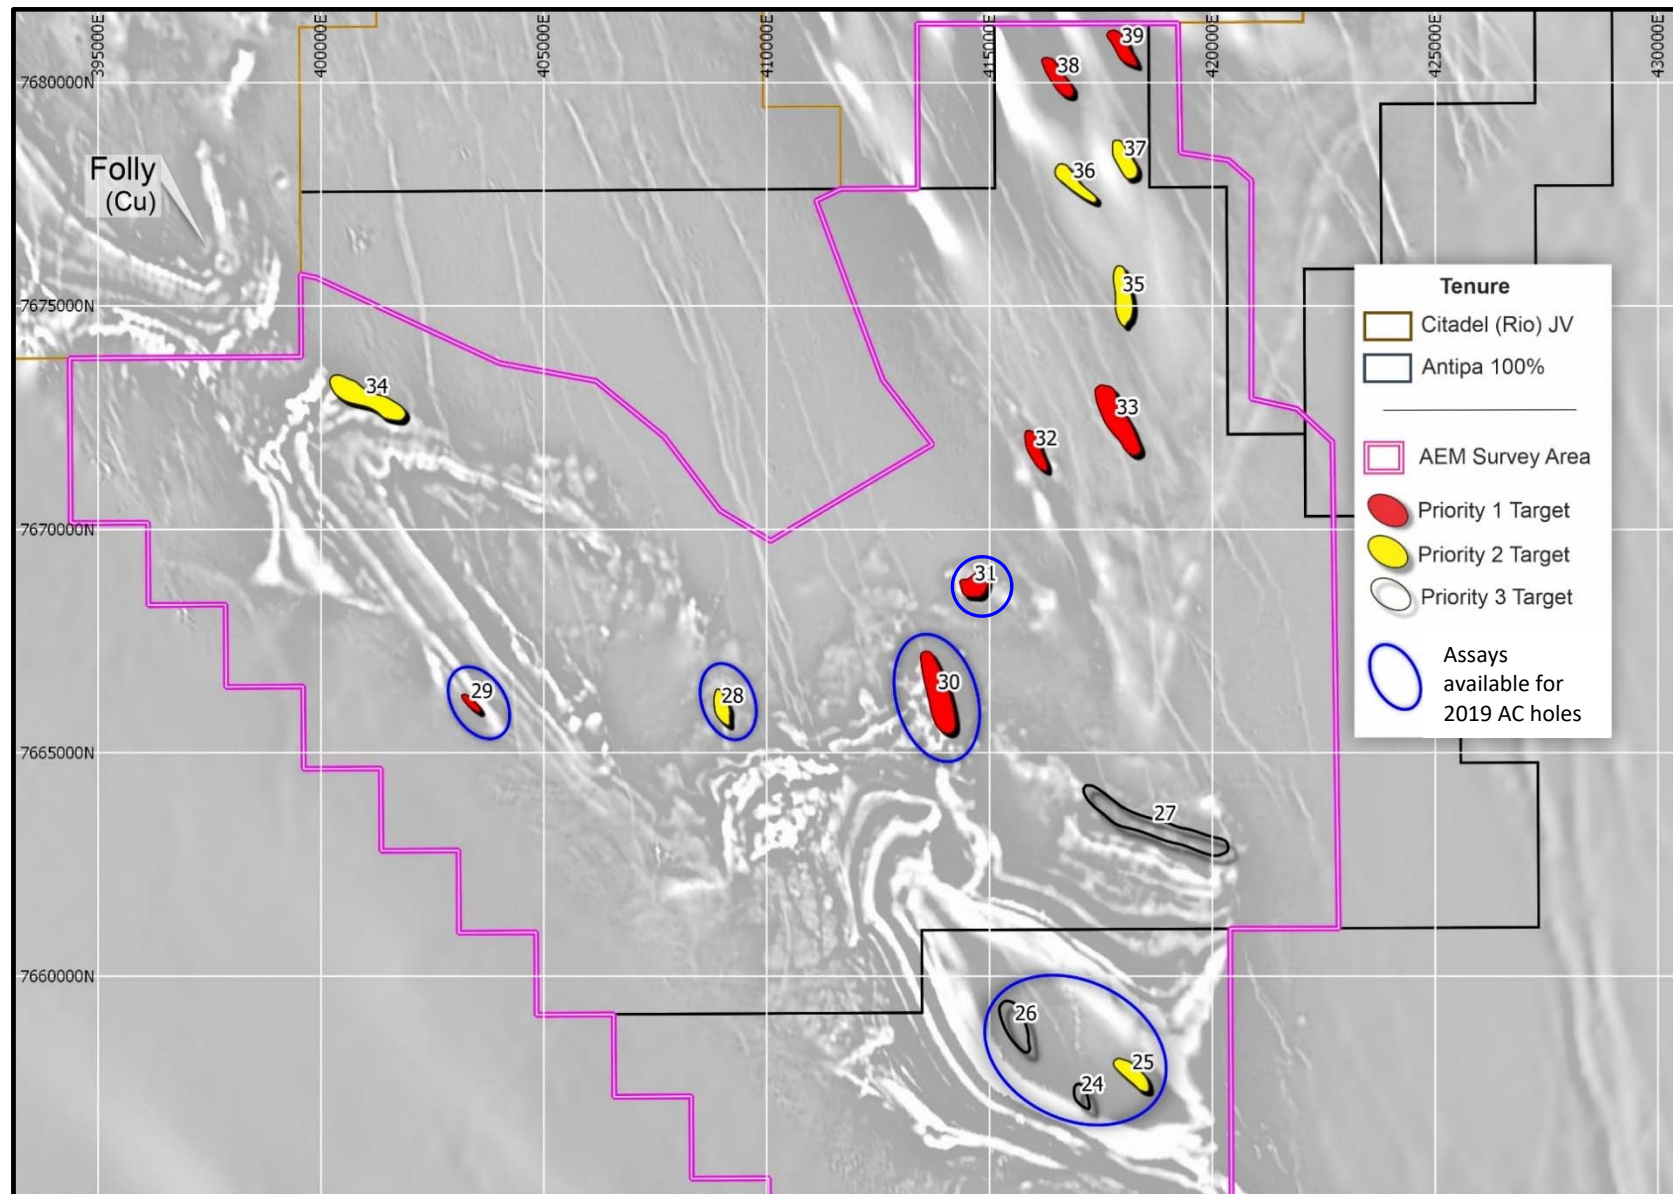 395000E
400000E
405000E
410000E
415000E
420000E
425000E
430000E
7680000N
7675000N
7670000N
7665000N
7660000N
Folly
(Cu)
39
38
37
36
35
34
33
32
31
30
29
28
27
26
25
24
Tenure
Citadel (Rio) JV
Antipa 100%
AEM Survey Area
Priority 1 Target
Priority 2 Target
Priority 3 Target
Assays
available for
2019 AC holes